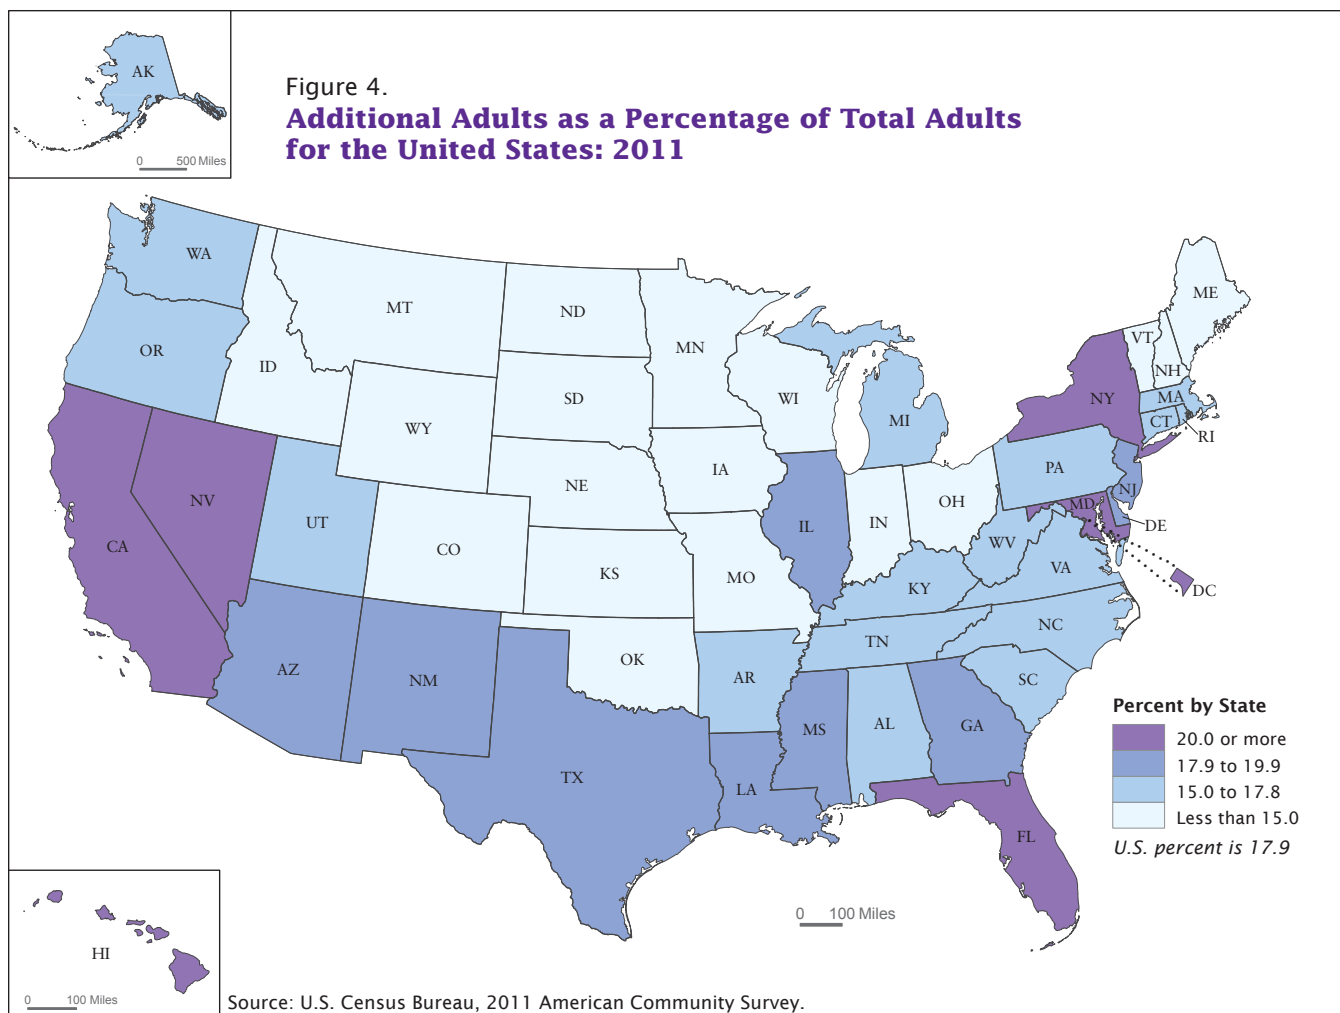 AK
0 500 Miles
Figure 4.
Additional Adults as a Percentage of Total Adults
for the United States: 2011
WA
MT
ND
MN
ME
OR
ID
SD
WI
MI
VT
NH
NY
MA
CT
RI
WY
IA
PA
NE
NV
UT
CO
IL
IN
OH
NJ
MD
DE
CA
KS
MO
WV
VA
KY
DC
NC
TN
AZ
NM
OK
AR
SC
MS
AL
GA
TX
LA
FL
Percent by State
20.0 or more
17.9 to 19.9
15.0 to 17.8
Less than 15.0
U.S. percent is 17.9
0 100 Miles
HI
0 100 Miles
Source: U.S. Census Bureau, 2011 American Community Survey.